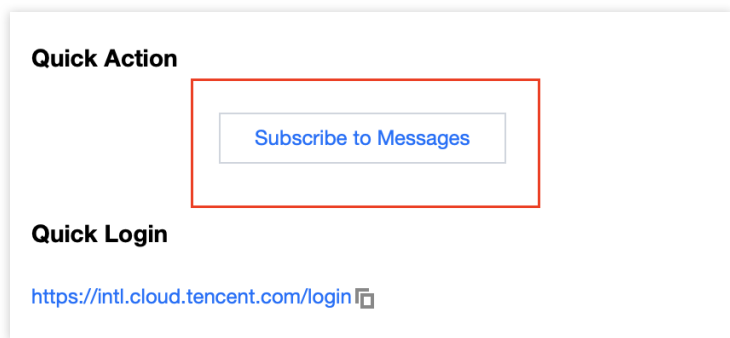 Quick Action
Subscribe to Messages
Quick Login
https://intl.cloud.tencent.com/login